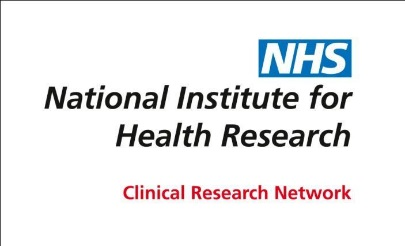 NHS
National Institute for
Health Research
Clinical Research Network